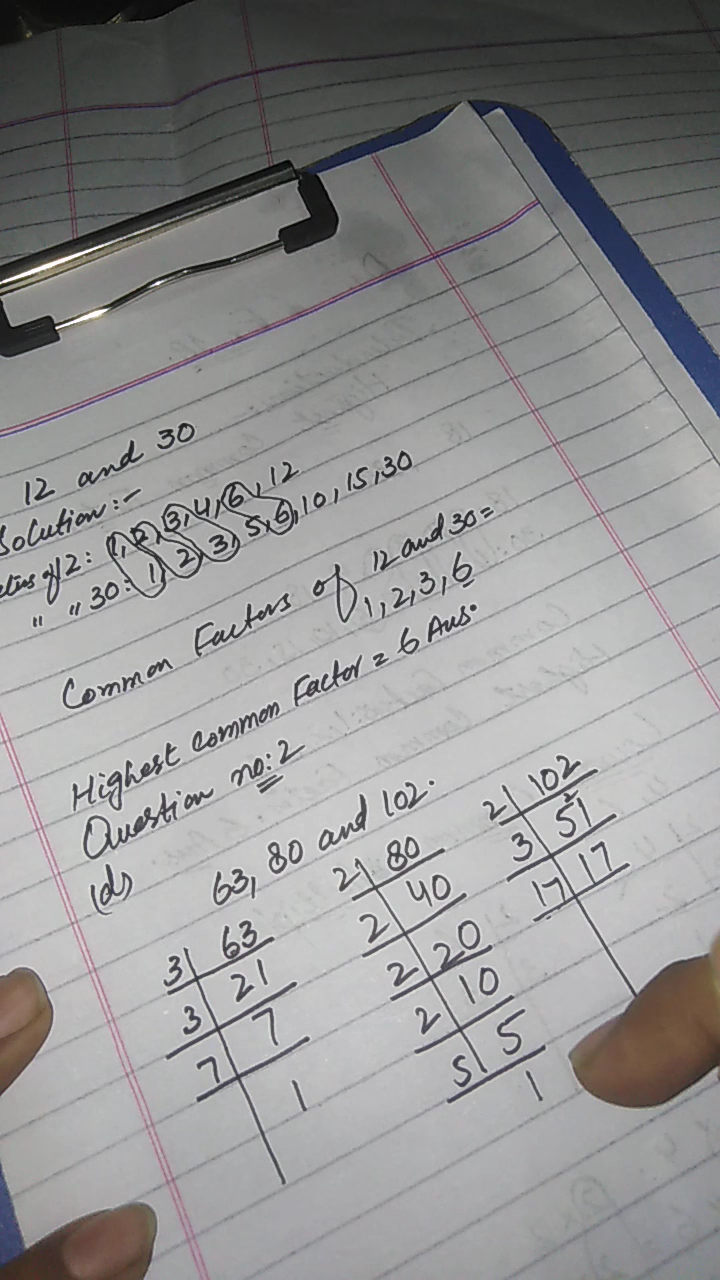 12 and 30
Solution:-
of 12: 1, 2, 3, 4, 6, 12
" " 30: 1, 2, 3, 5, 6, 10, 15, 30
Common Factors of 12 and 30 =
1, 2, 3, 6
Highest common Factor = 6 Ans.
Question no: 2
(d) 63, 80 and 102.
3 63
3 21
7 7
1
2 80
2 40
2 20
2 10
5 5
1
2 102
3 51
17 17